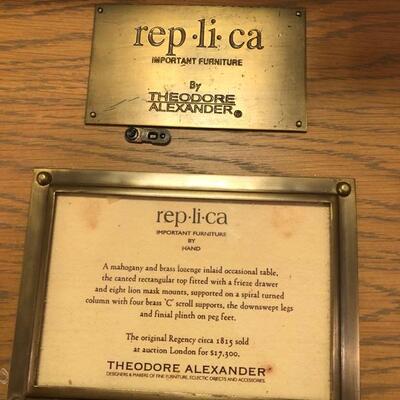 rep·li·ca
IMPORTANT FURNITURE
By
THEODORE
ALEXANDER
rep·li·ca
IMPORTANT FURNITURE
BY
HAND
A mahogany and brass lozenge inlaid occasional table,
the canted rectangular top fitted with a frieze drawer
and eight lion mask mounts, supported on a spiral turned
column with four brass 'C' scroll supports, the downswept legs
and finial plinth on peg feet.
The original Regency circa 1815 sold
at auction London for $17,300.
THEODORE ALEXANDER
DESIGNERS & MAKERS OF FINE FURNITURE, ECLECTIC OBJECTS AND ACCESSORIES